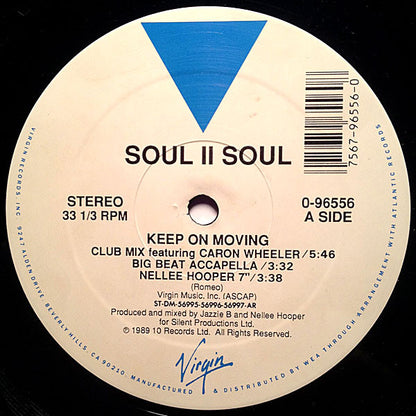 SOUL II SOUL
7567-96556-0
STEREO
33 1/3 RPM
0-96556
A SIDE
KEEP ON MOVING
CLUB MIX featuring CARON WHEELER/5:46
BIG BEAT ACCAPELLA/3:32
NELLEE HOOPER 7"/3:38
(Romeo)
Virgin Music. Inc. (ASCAP)
ST-DM-56995-56996-56997-AR
Produced and mixed by Jazzie B and Nellee Hooper
for Silent Productions Ltd.
℗ © 1989 10 Records Ltd. All Rights Reserved.
Virgin
VIRGIN RECORDS, INC. 9247 ALDEN DRIVE, BEVERLY HILLS, CA. 90210. MANUFACTURED & DISTRIBUTED BY WEA THROUGH ARRANGEMENT WITH ATLANTIC RECORDS